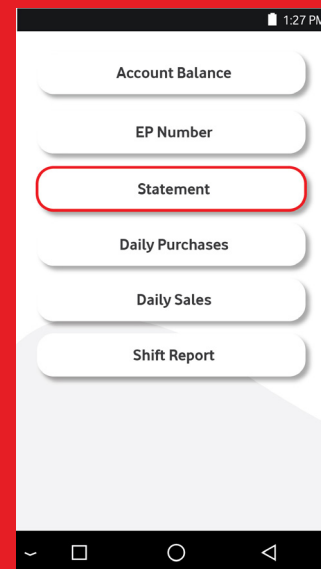 1:27 PM
Account Balance
EP Number
Statement
Daily Purchases
Daily Sales
Shift Report